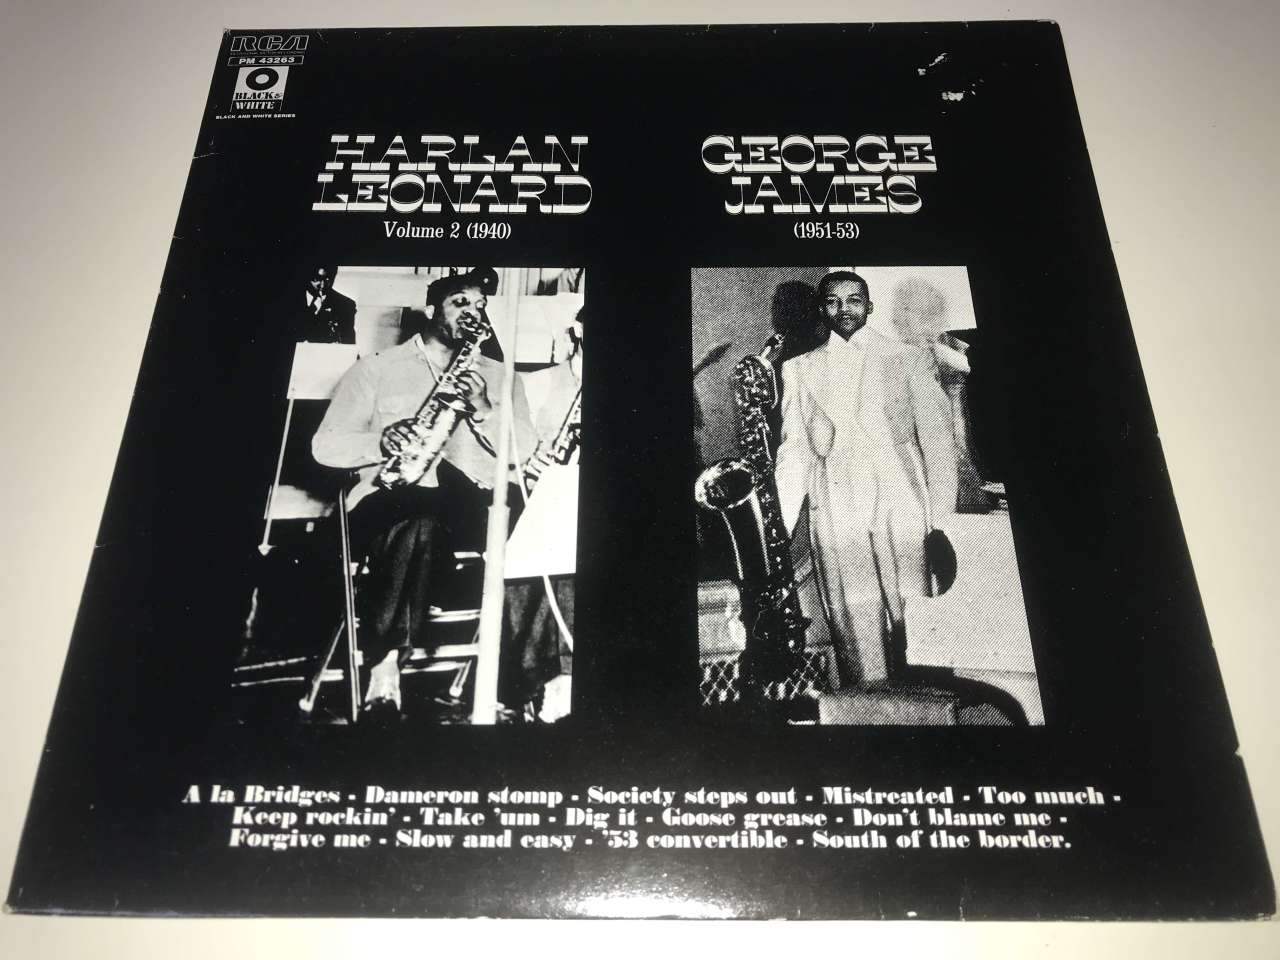 RCA
PM 43263
BLACK &
WHITE
BLACK AND WHITE SERIES
HARLAN
LEONARD
Volume 2 (1940)
GEORGE
JAMES
(1951-53)
A la Bridges - Dameron stomp - Society steps out - Mistreated - Too much -
Keep rockin' - Take 'um - Dig it - Goose grease - Don't blame me -
Forgive me - Slow and easy - '53 convertible - South of the border.